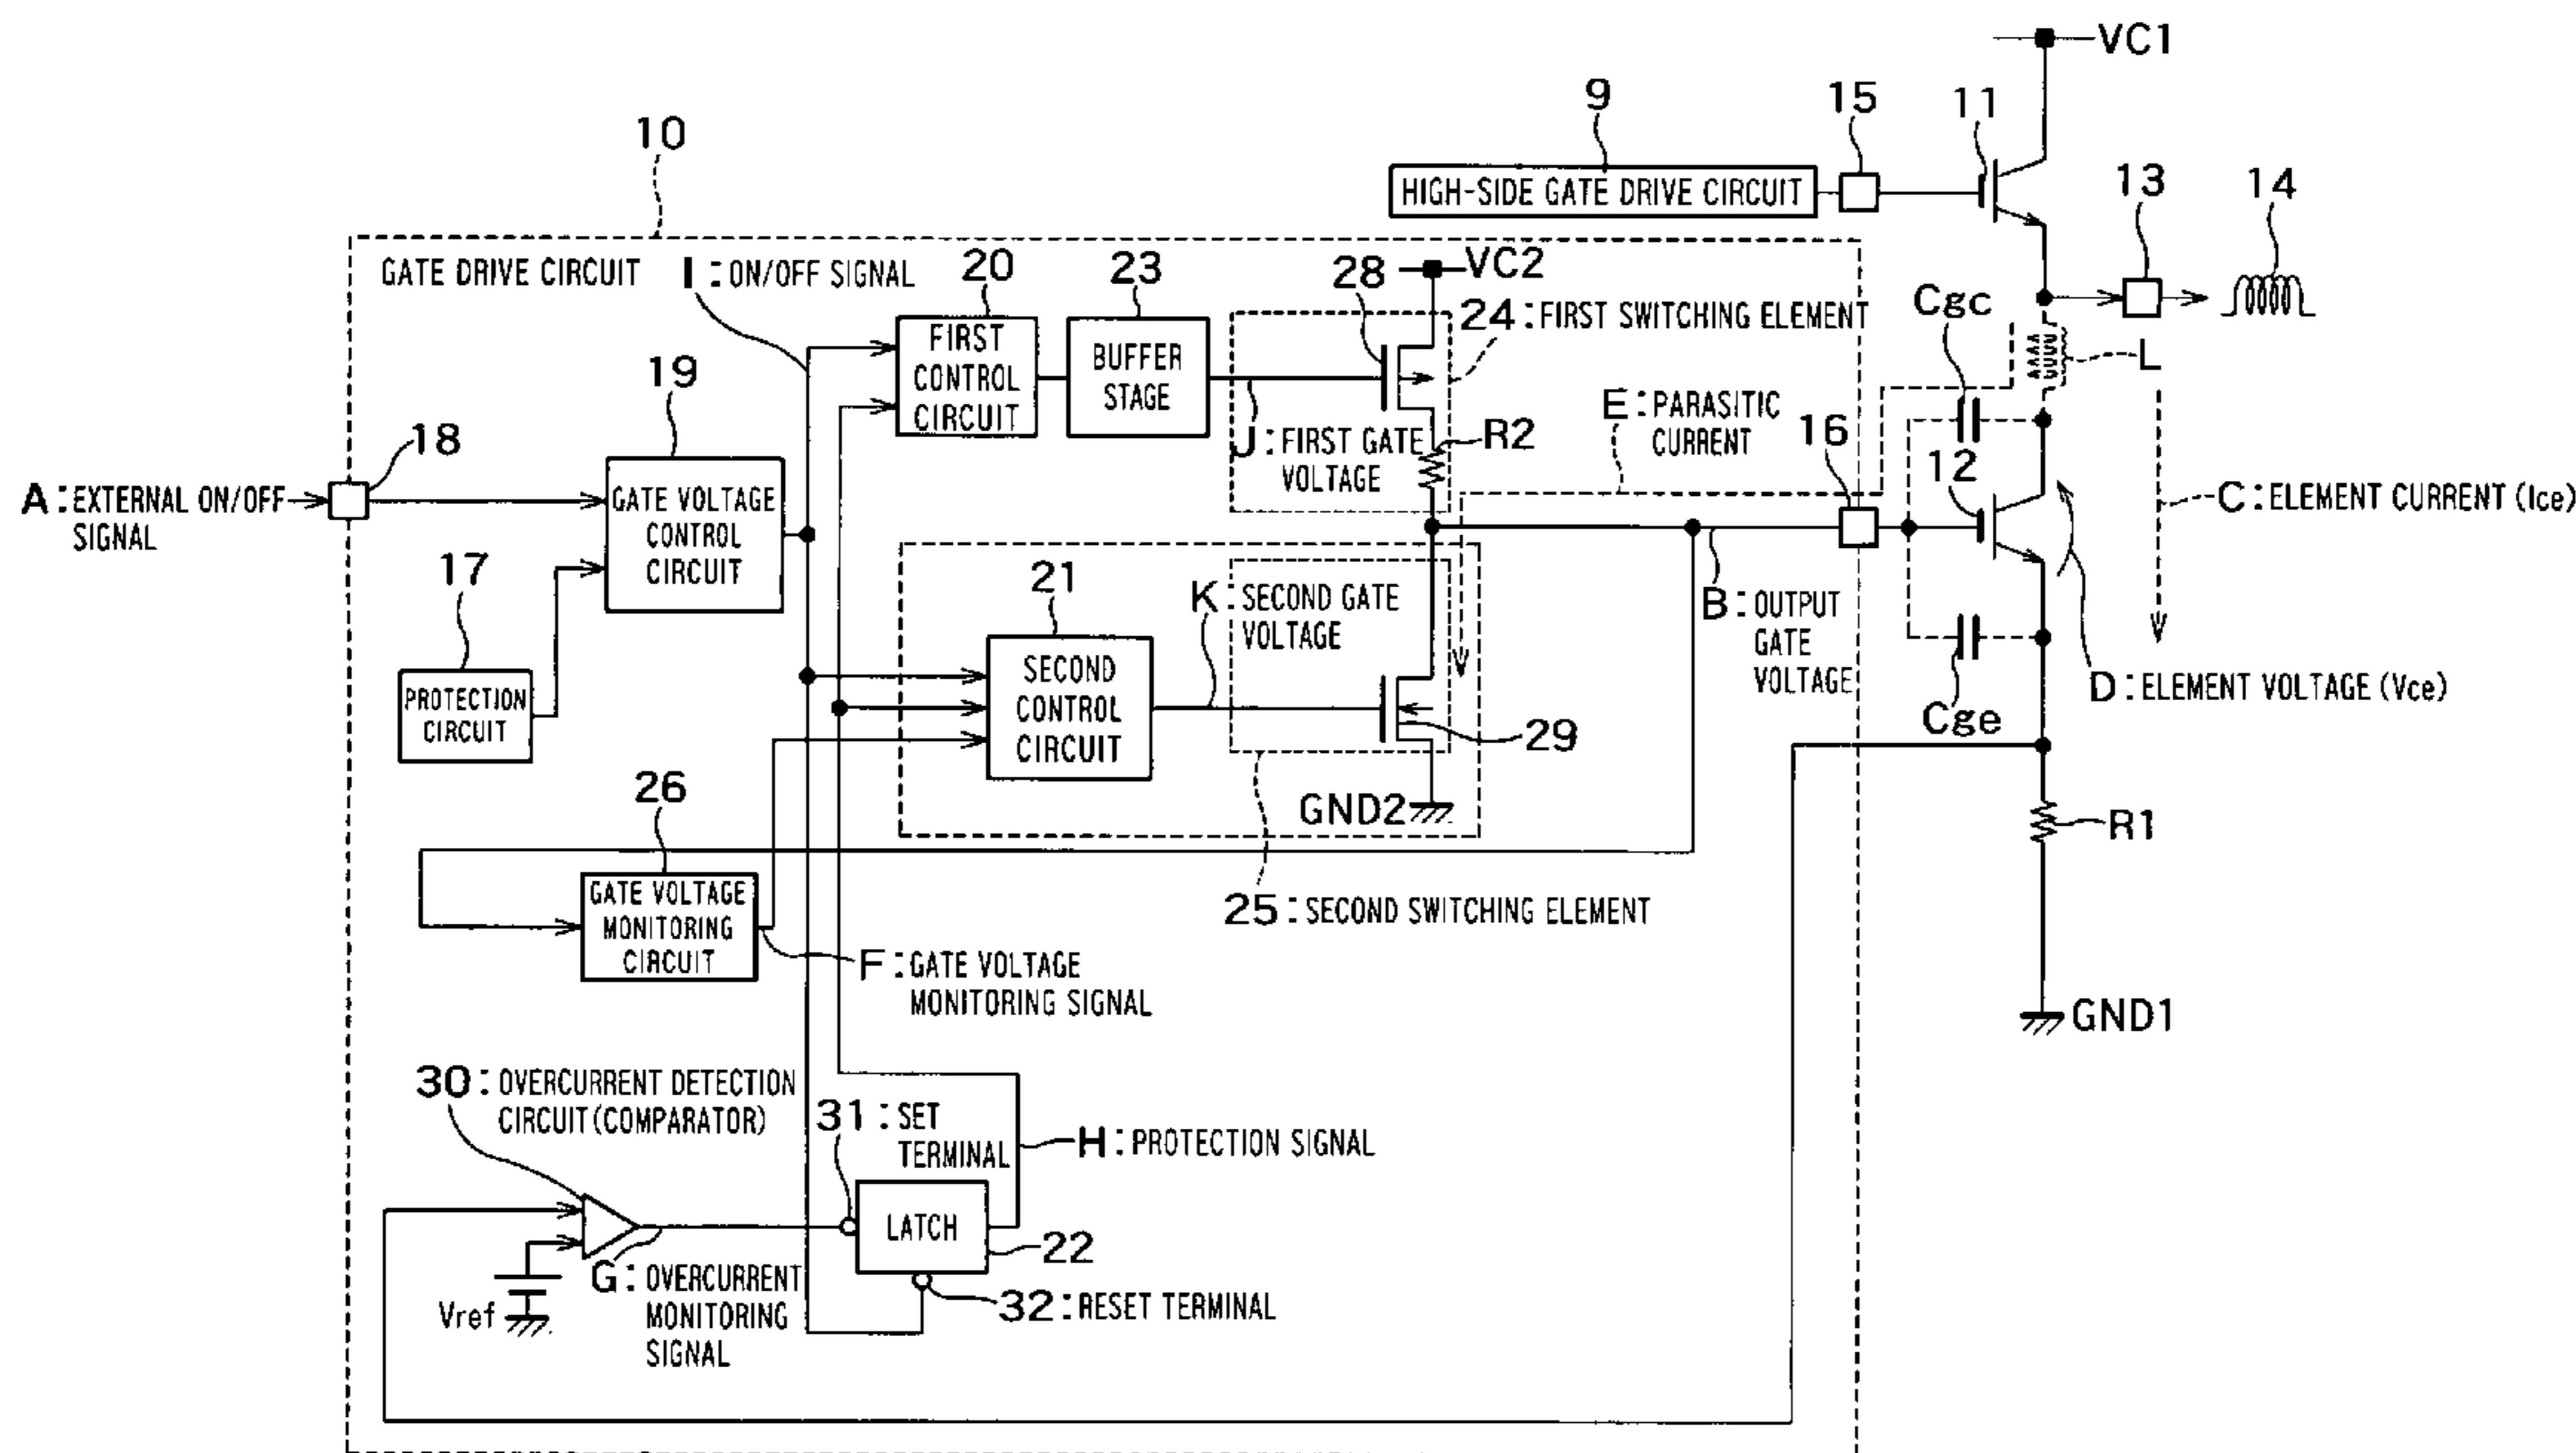 VC1
9
15
11
10
HIGH-SIDE GATE DRIVE CIRCUIT
13
14
GATE DRIVE CIRCUIT
I : ON/OFF SIGNAL
20
23
28
VC2
24 : FIRST SWITCHING ELEMENT
Cgc
L
FIRST
CONTROL
CIRCUIT
BUFFER
STAGE
19
18
J : FIRST GATE
VOLTAGE
R2
E : PARASITIC
CURRENT
16
12
A : EXTERNAL ON/OFF
SIGNAL
GATE VOLTAGE
CONTROL
CIRCUIT
C : ELEMENT CURRENT (Ice)
17
21
K : SECOND GATE
VOLTAGE
B : OUTPUT
GATE
VOLTAGE
PROTECTION
CIRCUIT
SECOND
CONTROL
CIRCUIT
29
Cge
D : ELEMENT VOLTAGE (Vce)
26
GND2
R1
GATE VOLTAGE
MONITORING
CIRCUIT
25 : SECOND SWITCHING ELEMENT
F : GATE VOLTAGE
MONITORING SIGNAL
GND1
30 : OVERCURRENT DETECTION
CIRCUIT (COMPARATOR)
31 : SET
TERMINAL
H : PROTECTION SIGNAL
LATCH
22
G : OVERCURRENT
MONITORING
SIGNAL
Vref
32 : RESET TERMINAL